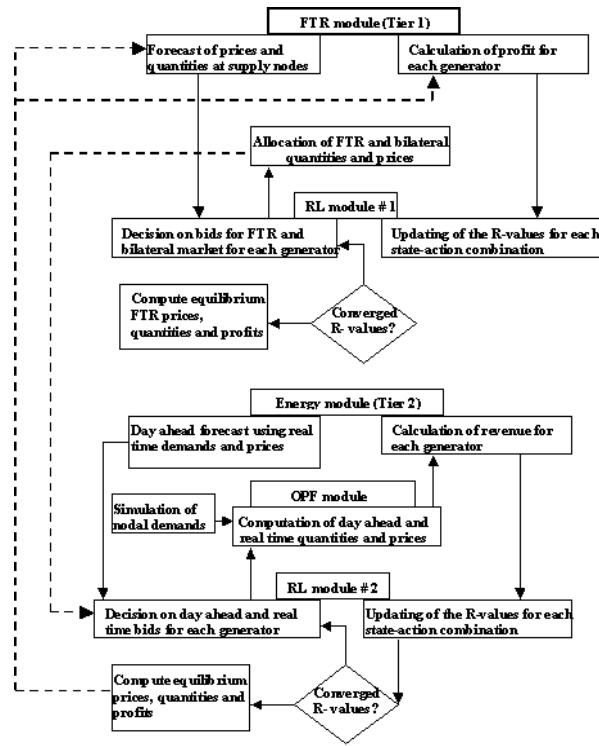 FTR module (Tier 1)
Forecast of prices and
quantities at supply nodes
Calculation of profit for
each generator
Allocation of FTR and bilateral
quantities and prices
RL module # 1
Decision on bids for FTR and
bilateral market for each generator
Updating of the R-values for each
state-action combination
Compute equilibrium
FTR prices,
quantities and profits
Converged
R- values?
Energy module (Tier 2)
Day ahead forecast using real
time demands and prices
Calculation of revenue for
each generator
OPF module
Simulation of
nodal demands
Computation of day ahead and
real time quantities and prices
RL module # 2
Decision on day ahead and real
time bids for each generator
Updating of the R-values for each
state-action combination
Compute equilibrium
prices, quantities and
profits
Converged
R- values?